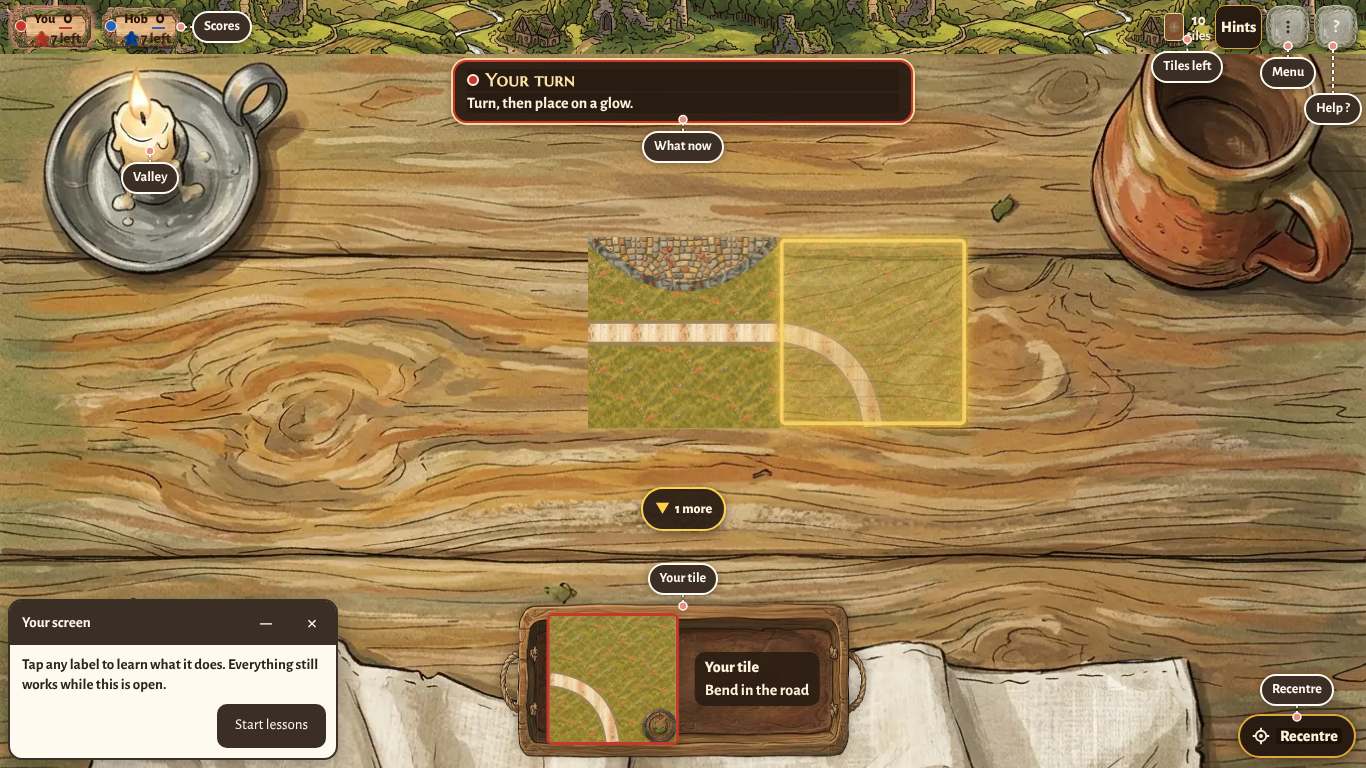 You 0
7 left
Hob 0
7 left
Scores
10
tiles
Hints
?
Tiles left
Menu
Help ?
Your turn
Turn, then place on a glow.
What now
Valley
1 more
Your tile
Your screen
Tap any label to learn what it does. Everything still
works while this is open.
Start lessons
Your tile
Bend in the road
Recentre
Recentre